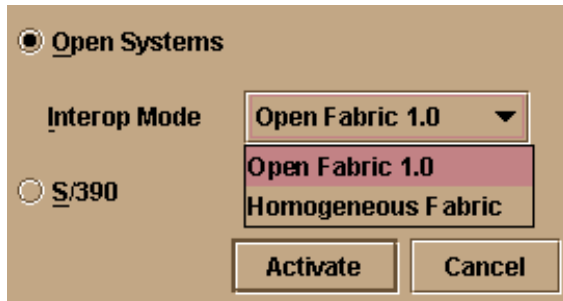 Open Systems
Interop Mode Open Fabric 1.0
Open Fabric 1.0
S/390
Homogeneous Fabric
Activate Cancel